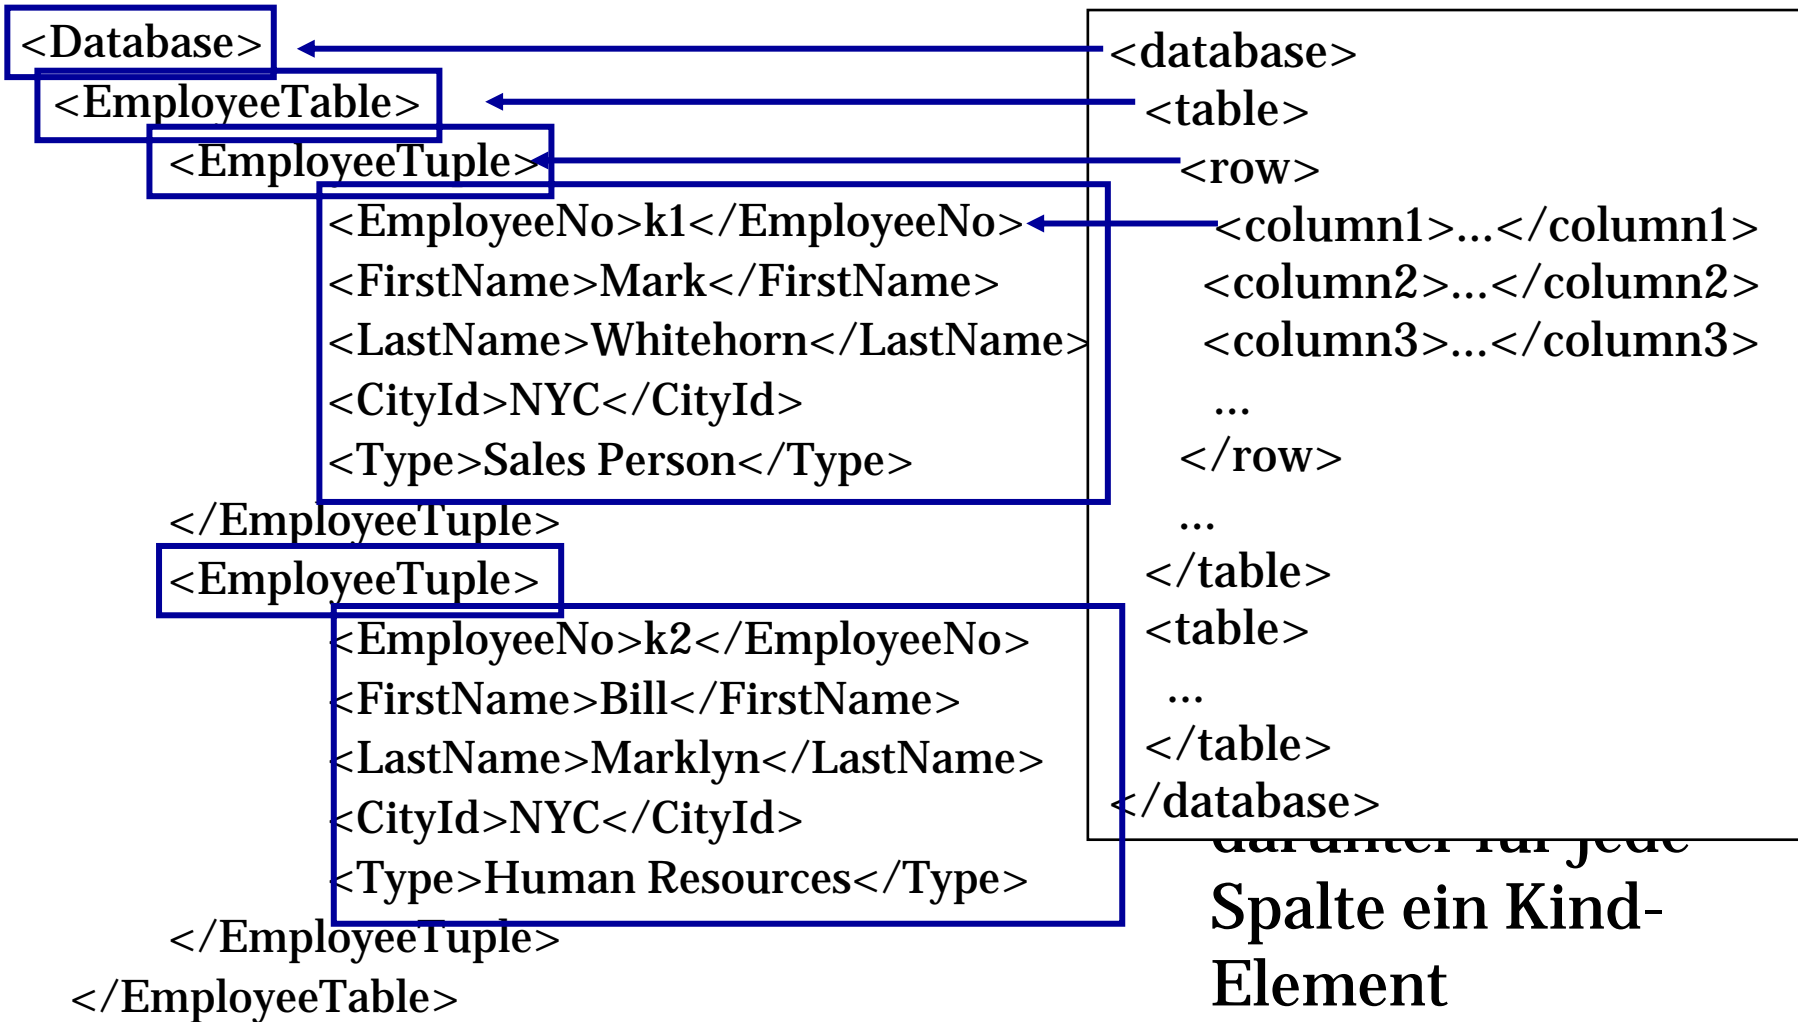 <Database>
<EmployeeTable>
<EmployeeTuple>
<EmployeeNo>k1</EmployeeNo>
<FirstName>Mark</FirstName>
<LastName>Whitehorn</LastName>
<CityId>NYC</CityId>
<Type>Sales Person</Type>
</EmployeeTuple>
<EmployeeTuple>
<EmployeeNo>k2</EmployeeNo>
<FirstName>Bill</FirstName>
<LastName>Marklyn</LastName>
<CityId>NYC</CityId>
<Type>Human Resources</Type>
</EmployeeTuple>
</EmployeeTable>
<database>
<table>
<row>
<column1>...</column1>
<column2>...</column2>
<column3>...</column3>
...
</row>
...
</table>
<table>
...
</table>
</database>
darunter für jede
Spalte ein Kind-
Element